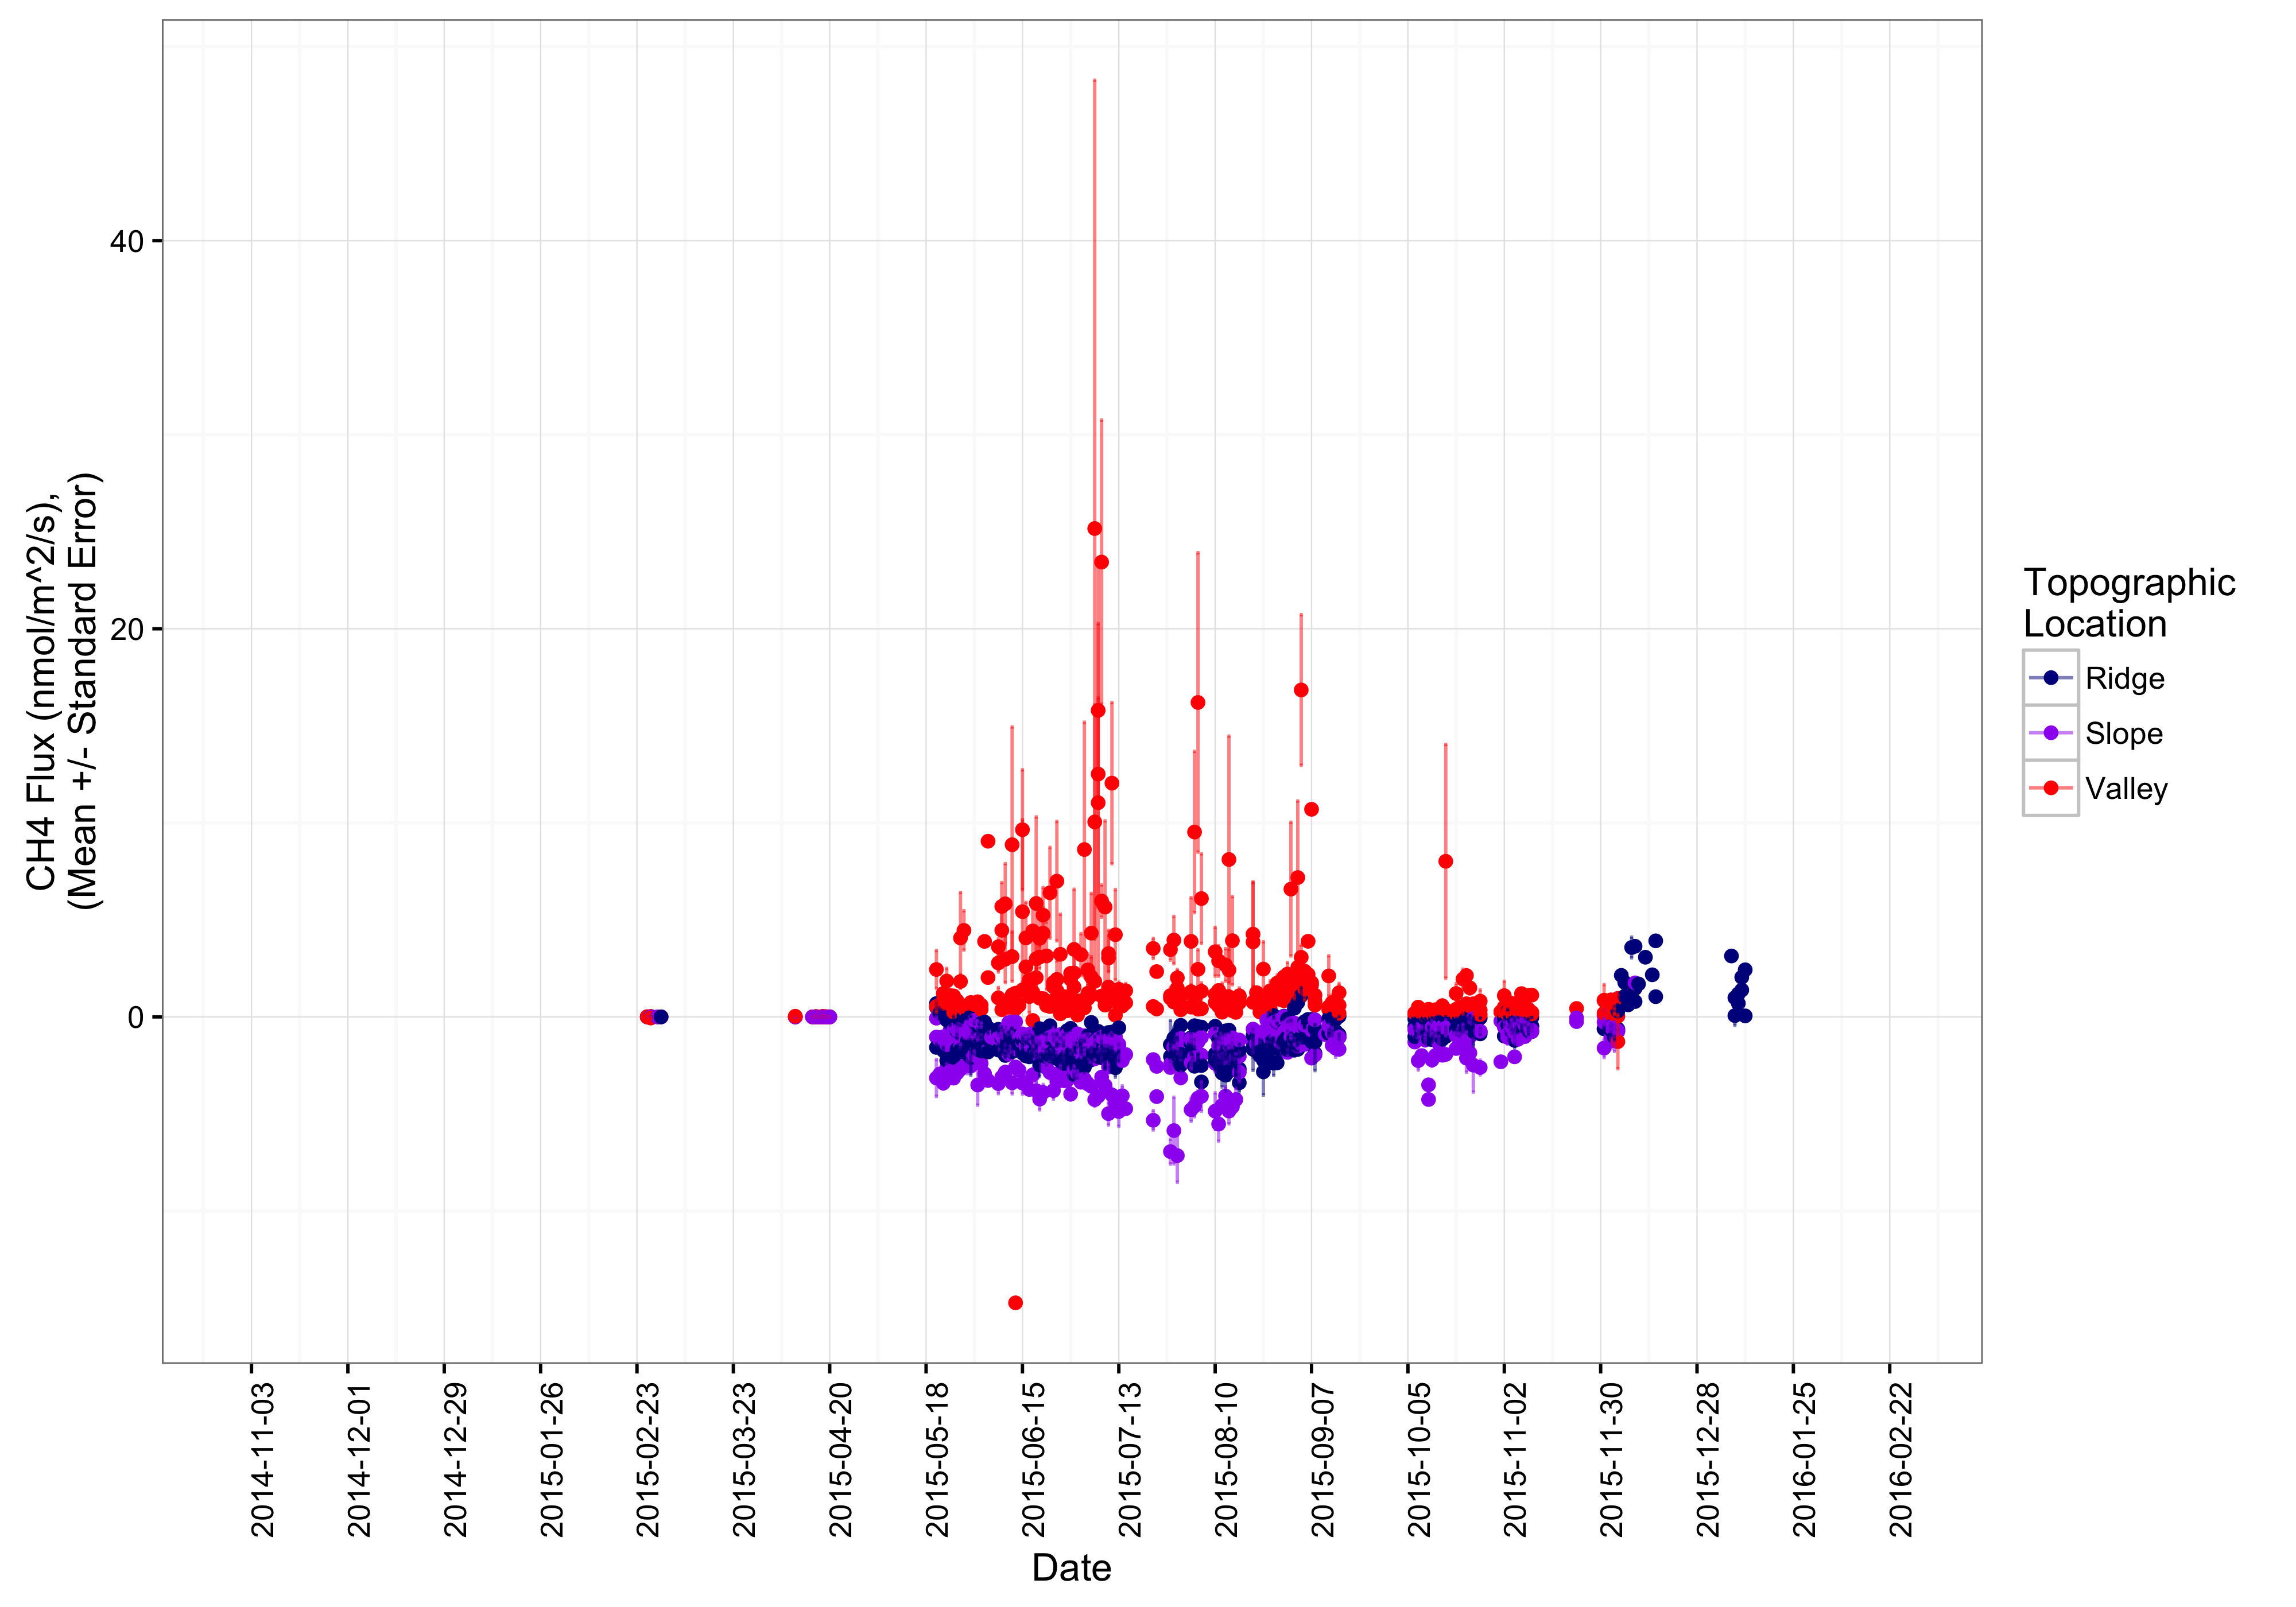 CH4 Flux (nmol/m^2/s),
(Mean +/- Standard Error)
40
20
0
2014-11-03
2014-12-01
2014-12-29
2015-01-26
2015-02-23
2015-03-23
2015-04-20
2015-05-18
2015-06-15
2015-07-13
2015-08-10
2015-09-07
2015-10-05
2015-11-02
2015-11-30
2015-12-28
2016-01-25
2016-02-22
Date
Topographic
Location
Ridge
Slope
Valley